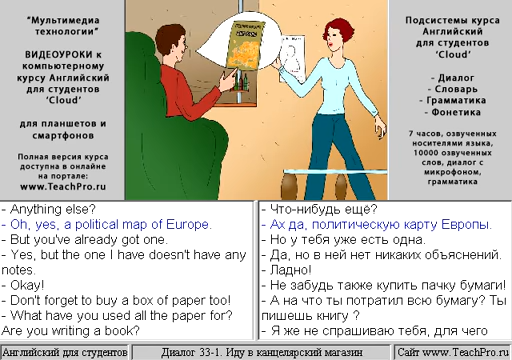 "Мультимедиа
технологии"
ВИДЕОУРОКИ к
компьютерному
курсу Английский
для студентов
'Cloud'
для планшетов и
смартфонов
Полная версия курса
доступна в онлайне
на портале:
www.TeachPro.ru
Подсистемы курса
Английский
для студентов
'Cloud'
- Диалог
- Словарь
- Грамматика
- Фонетика
7 часов, озвученных
носителями языка,
10000 озвученных
слов, диалог с
микрофоном,
грамматика
- Anything else?
- Oh, yes, a political map of Europe.
- But you've already got one.
- Yes, but the one I have doesn't have any
notes.
- Okay!
- Don't forget to buy a box of paper too!
- What have you used all the paper for?
Are you writing a book?
- Что-нибудь ещё?
- Ах да, политическую карту Европы.
- Но у тебя уже есть одна.
- Да, но в ней нет никаких объяснений.
- Ладно!
- Не забудь также купить пачку бумаги!
- А на что ты потратил всю бумагу? Ты
пишешь книгу ?
- Я же не спрашиваю тебя, для чего
Английский для студентов
Диалог 33-1. Иду в канцелярский магазин
Сайт www.TeachPro.ru